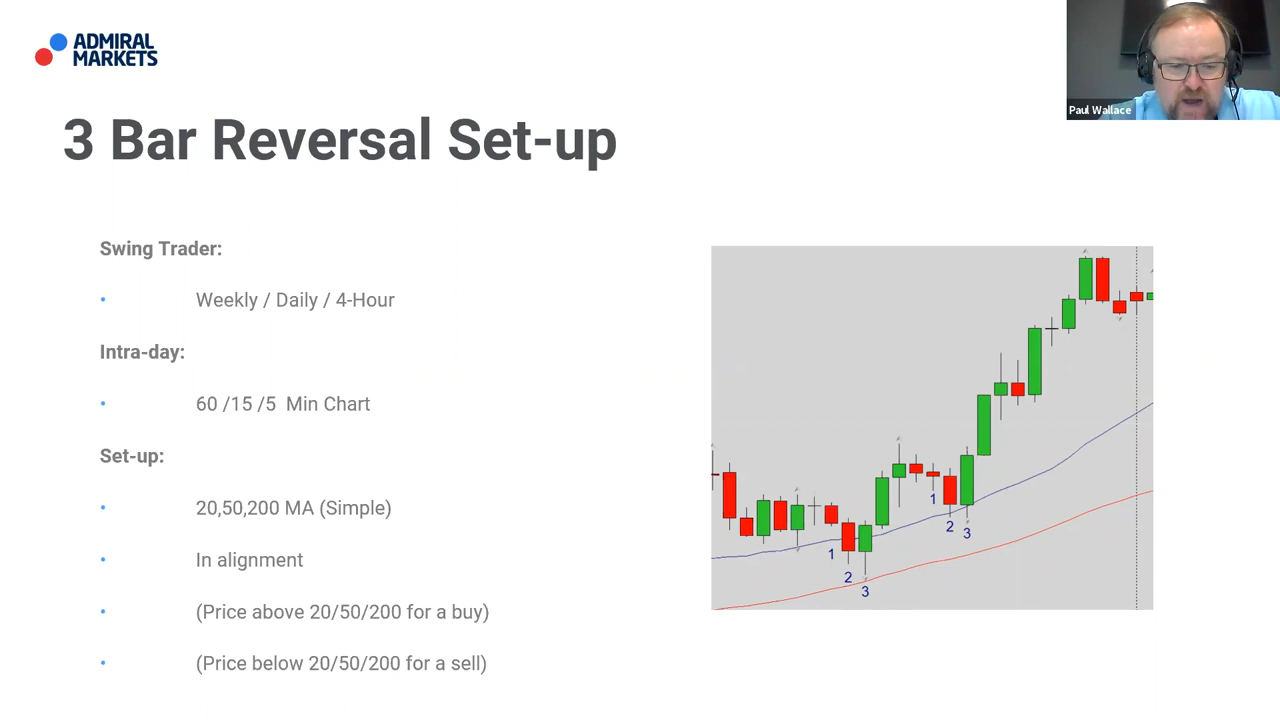 ADMIRAL
MARKETS
Paul Wallace
3 Bar Reversal Set-up
Swing Trader:
• Weekly / Daily / 4-Hour
Intra-day:
• 60 /15 /5 Min Chart
Set-up:
• 20,50,200 MA (Simple)
• In alignment
• (Price above 20/50/200 for a buy)
• (Price below 20/50/200 for a sell)
1
2
3
1
2
3